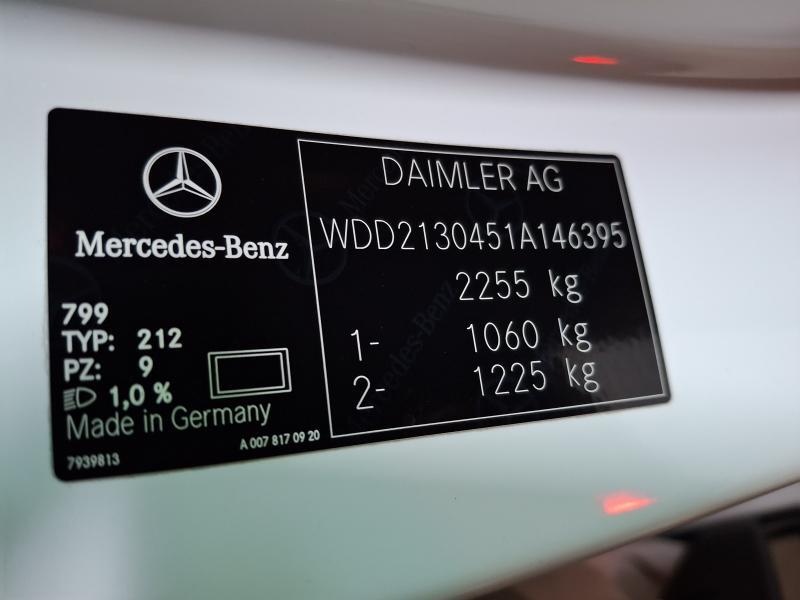 Mercedes-Benz
799
TYP: 212
PZ: 9
1,0 %
Made in Germany
7939813
A 007 817 09 20
DAIMLER AG
WDD2130451A146395
2255 kg
1- 1060 kg
2- 1225 kg